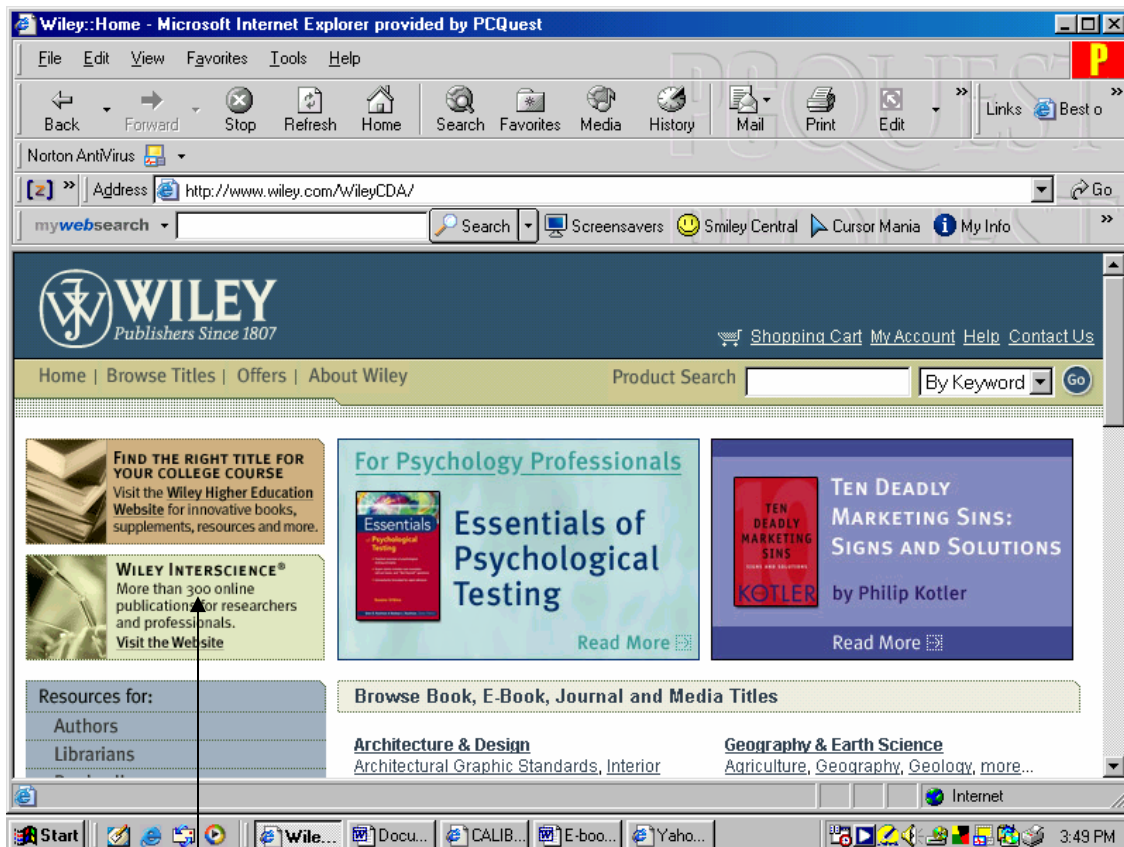 Wiley::Home - Microsoft Internet Explorer provided by PCQuest
File Edit View Favorites Tools Help
P
PCQUEST
Back Forward Stop Refresh Home Search Favorites Media History Mail Print Edit » Links Best o »
Norton AntiVirus
[z] » Address http://www.wiley.com/WileyCDA/ Go
mywebsearch Search Screensavers Smiley Central Cursor Mania My Info »
WILEY
Publishers Since 1807
Shopping Cart My Account Help Contact Us
Home | Browse Titles | Offers | About Wiley Product Search By Keyword GO
FIND THE RIGHT TITLE FOR
YOUR COLLEGE COURSE
Visit the Wiley Higher Education
Website for innovative books,
supplements, resources and more.
WILEY INTERSCIENCE®
More than 300 online
publications for researchers
and professionals.
Visit the Website
For Psychology Professionals
Essentials
of Psychological
Testing
Essentials of
Psychological
Testing
Read More
TEN
DEADLY
MARKETING
SINS
SIGNS AND SOLUTIONS
KOTLER
TEN DEADLY
MARKETING SINS:
SIGNS AND SOLUTIONS
by Philip Kotler
Read More
Resources for:
Authors
Librarians
Browse Book, E-Book, Journal and Media Titles
Architecture & Design
Architectural Graphic Standards, Interior
Geography & Earth Science
Agriculture, Geography, Geology, more...
Internet
Start Wile... Docu... CALIB... E-boo... Yaho... 3:49 PM